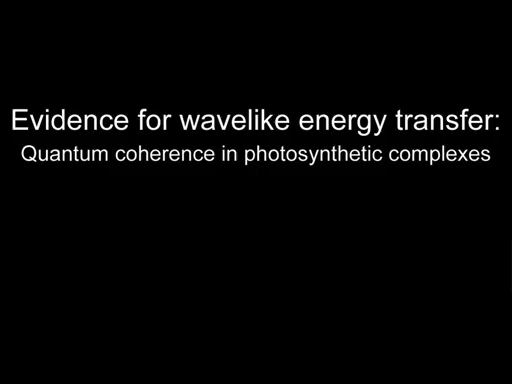 Evidence for wavelike energy transfer:
Quantum coherence in photosynthetic complexes